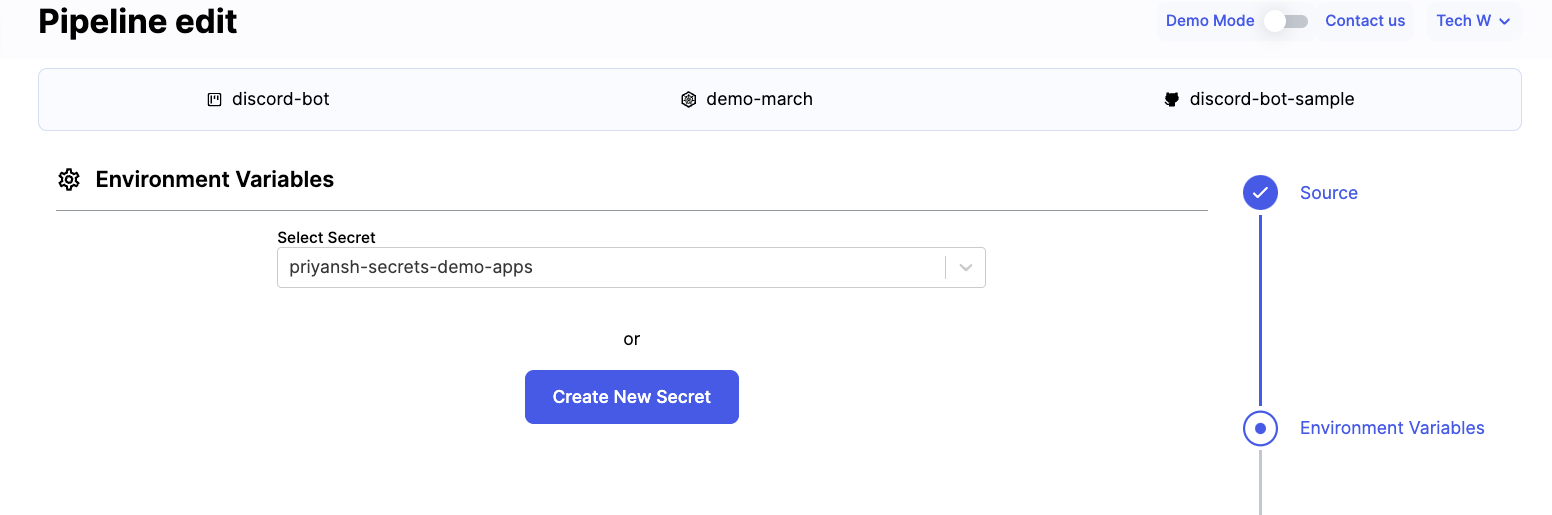 Pipeline edit
Demo Mode Contact us Tech W
discord-bot demo-march discord-bot-sample
Environment Variables
Source
Select Secret
priyansh-secrets-demo-apps
or
Create New Secret
Environment Variables